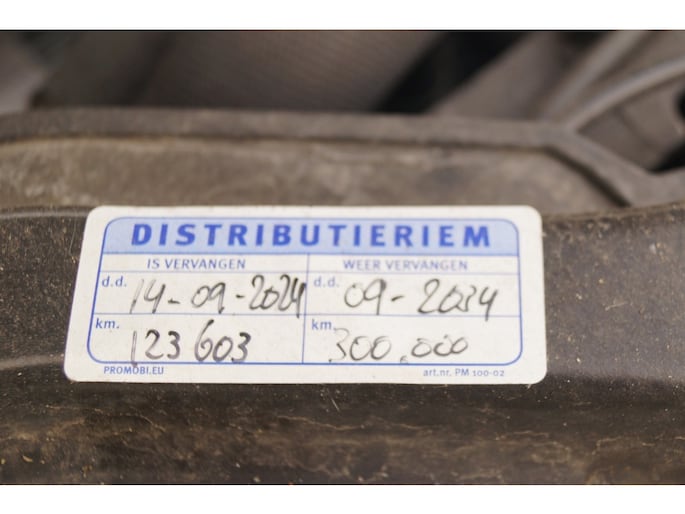 DISTRIBUTIERIEM
IS VERVANGEN WEER VERVANGEN
d.d. 14-09-2024 d.d. 09-2034
km. 123603 km. 300.000
PROMOBI.EU art.nr. PM 100-02